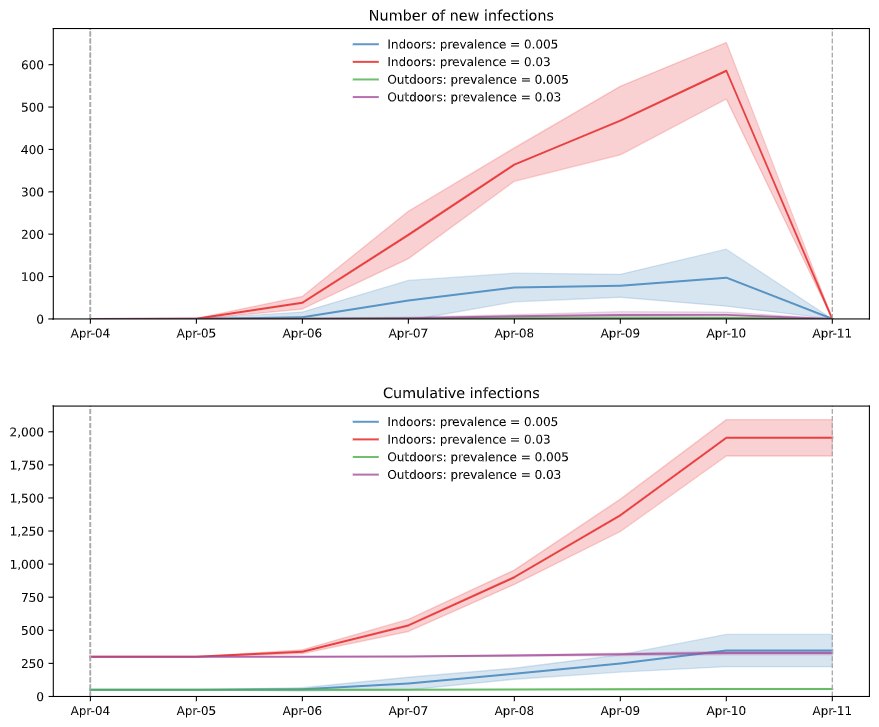 Number of new infections
Indoors: prevalence = 0.005
Indoors: prevalence = 0.03
Outdoors: prevalence = 0.005
Outdoors: prevalence = 0.03
600
500
400
300
200
100
0
Apr-04 Apr-05 Apr-06 Apr-07 Apr-08 Apr-09 Apr-10 Apr-11
Cumulative infections
Indoors: prevalence = 0.005
Indoors: prevalence = 0.03
Outdoors: prevalence = 0.005
Outdoors: prevalence = 0.03
2,000
1,750
1,500
1,250
1,000
750
500
250
0
Apr-04 Apr-05 Apr-06 Apr-07 Apr-08 Apr-09 Apr-10 Apr-11